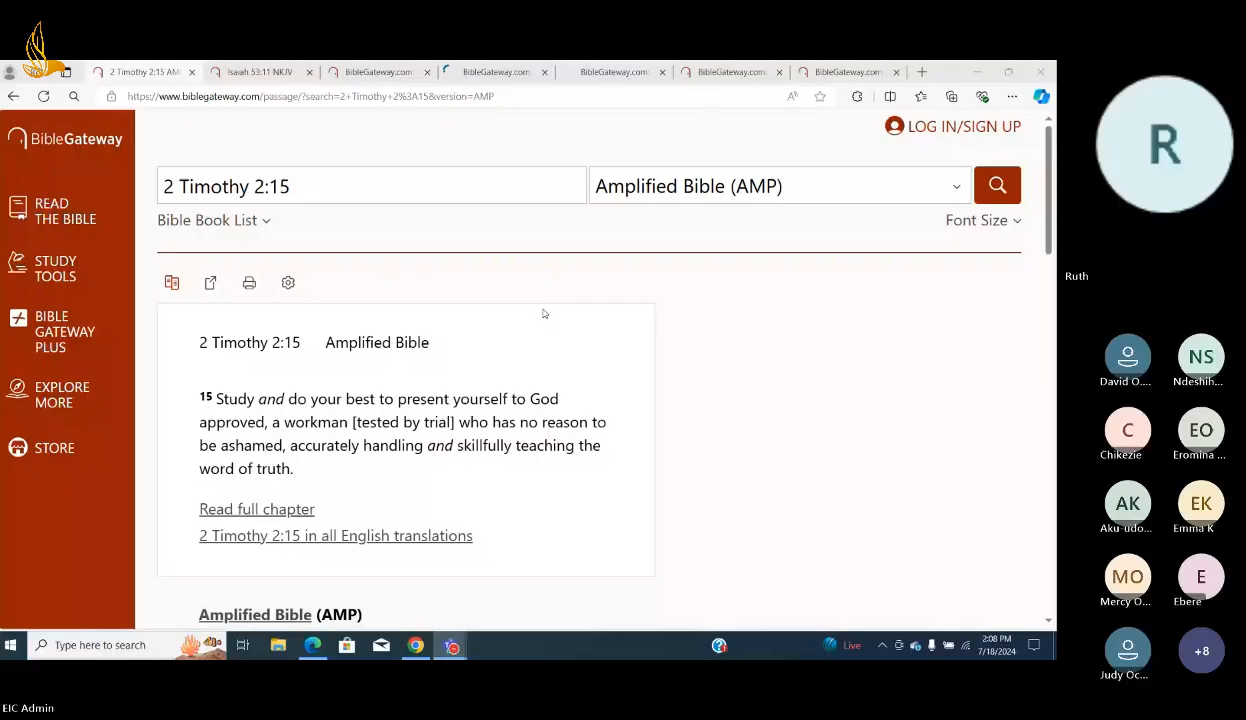 2 Timothy 2:15 AM
Isaiah 53:11 NKJV -
BibleGateway.com
BibleGateway.com
BibleGateway.com
BibleGateway.com
BibleGateway.com
https://www.biblegateway.com/passage/?search=2+Timothy+2%3A15&version=AMP
BibleGateway
LOG IN/SIGN UP
2 Timothy 2:15
Amplified Bible (AMP)
Bible Book List
Font Size
READ
THE BIBLE
STUDY
TOOLS
BIBLE
GATEWAY
PLUS
EXPLORE
MORE
STORE
2 Timothy 2:15 Amplified Bible
15 Study and do your best to present yourself to God
approved, a workman [tested by trial] who has no reason to
be ashamed, accurately handling and skillfully teaching the
word of truth.
Read full chapter
2 Timothy 2:15 in all English translations
Amplified Bible (AMP)
Type here to search
Live
2:08 PM
7/18/2024
R
Ruth
David O....
NS
Ndeshih...
C
Chikezie
EO
Eromina ...
AK
Aku-udo...
EK
Emma K
MO
Mercy O...
E
Ebere
Judy Oc...
+8
EIC Admin